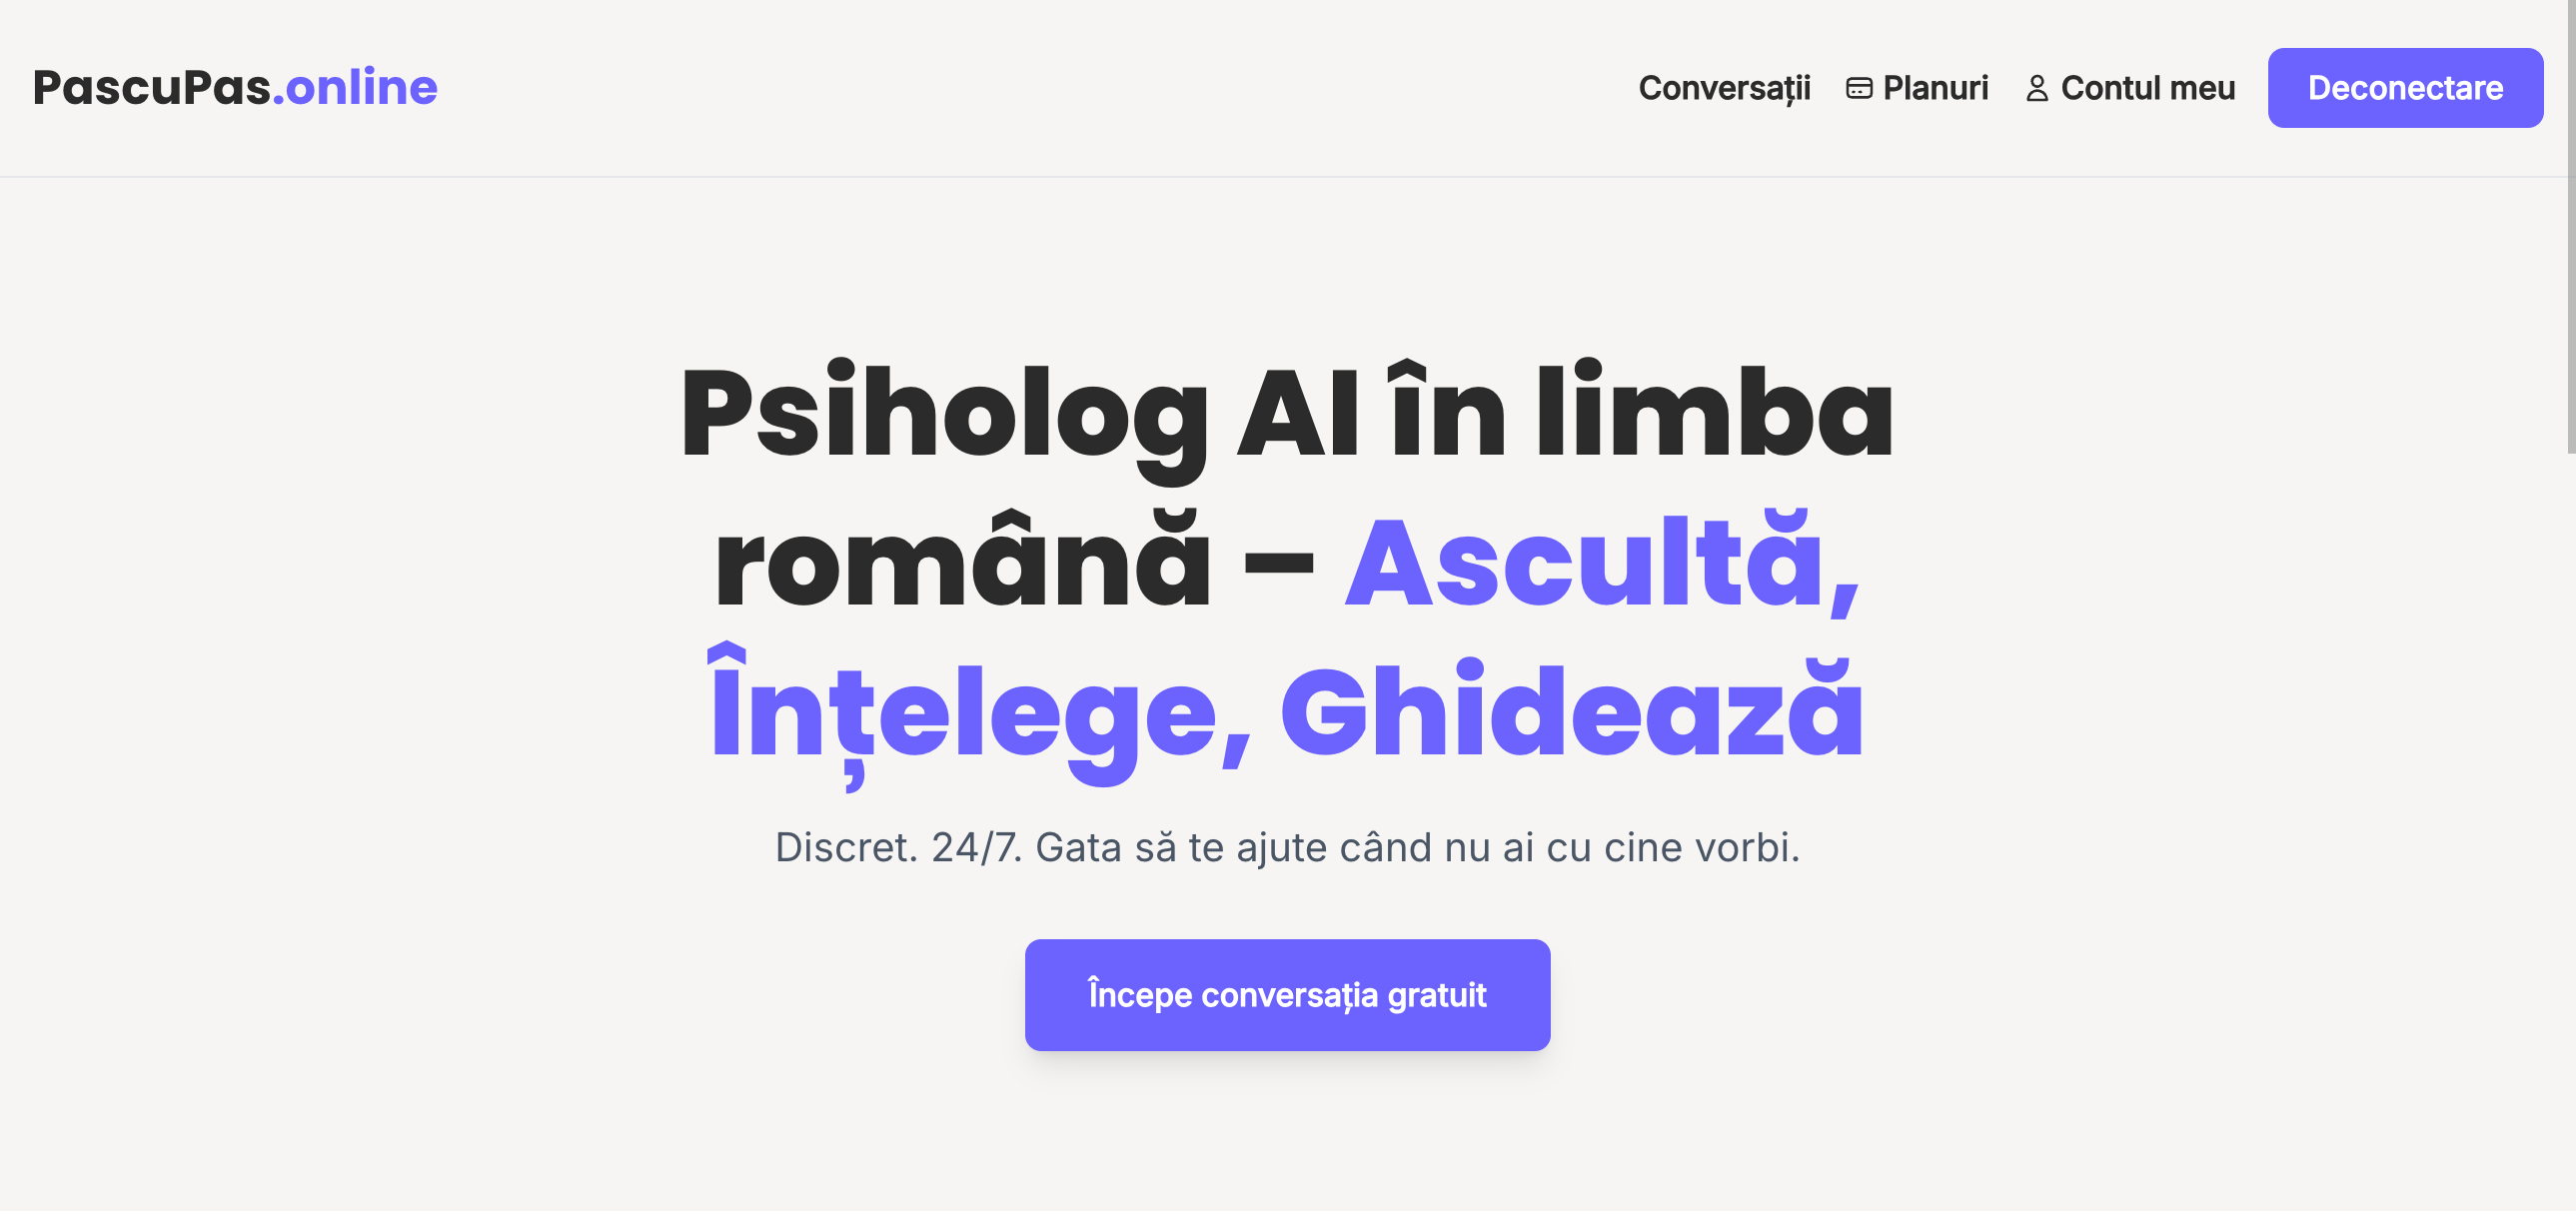 PascuPas.online
Conversații
Planuri
Contul meu
Deconectare
Psiholog AI în limba
română – Ascultă,
Înțelege, Ghidează
Discret. 24/7. Gata să te ajute când nu ai cu cine vorbi.
Începe conversația gratuit